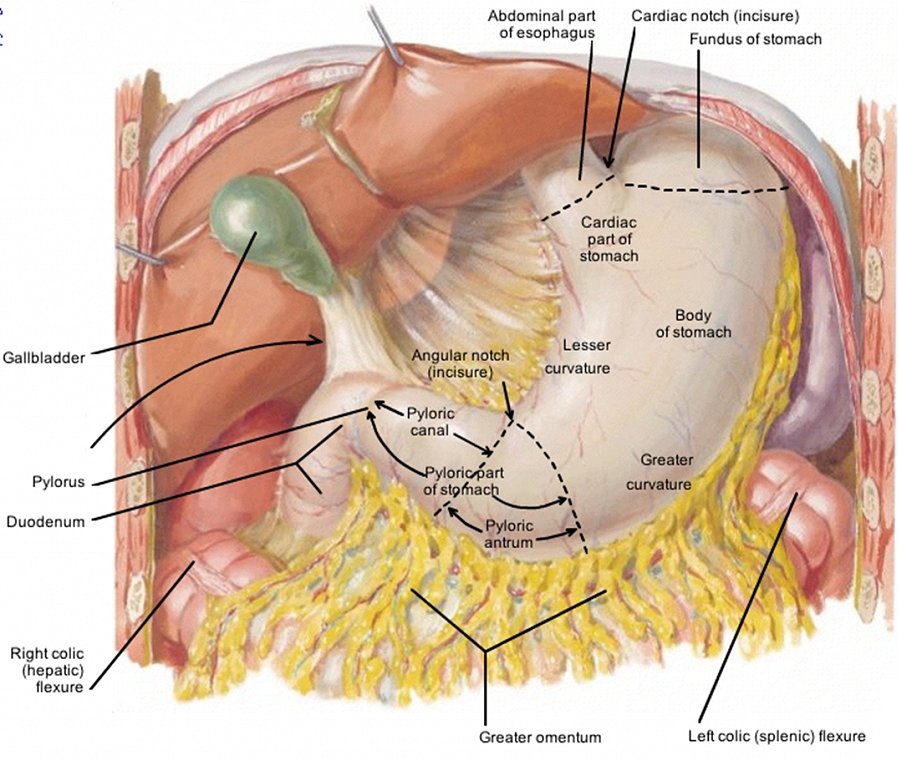 Abdominal part
of esophagus
Cardiac notch (incisure)
Fundus of stomach
Cardiac
part of
stomach
Body
of stomach
Lesser
curvature
Angular notch
(incisure)
Gallbladder
Pyloric
canal
Pylorus
Pyloric part
of stomach
Greater
curvature
Duodenum
Pyloric
antrum
Right colic
(hepatic)
flexure
Greater omentum
Left colic (splenic) flexure